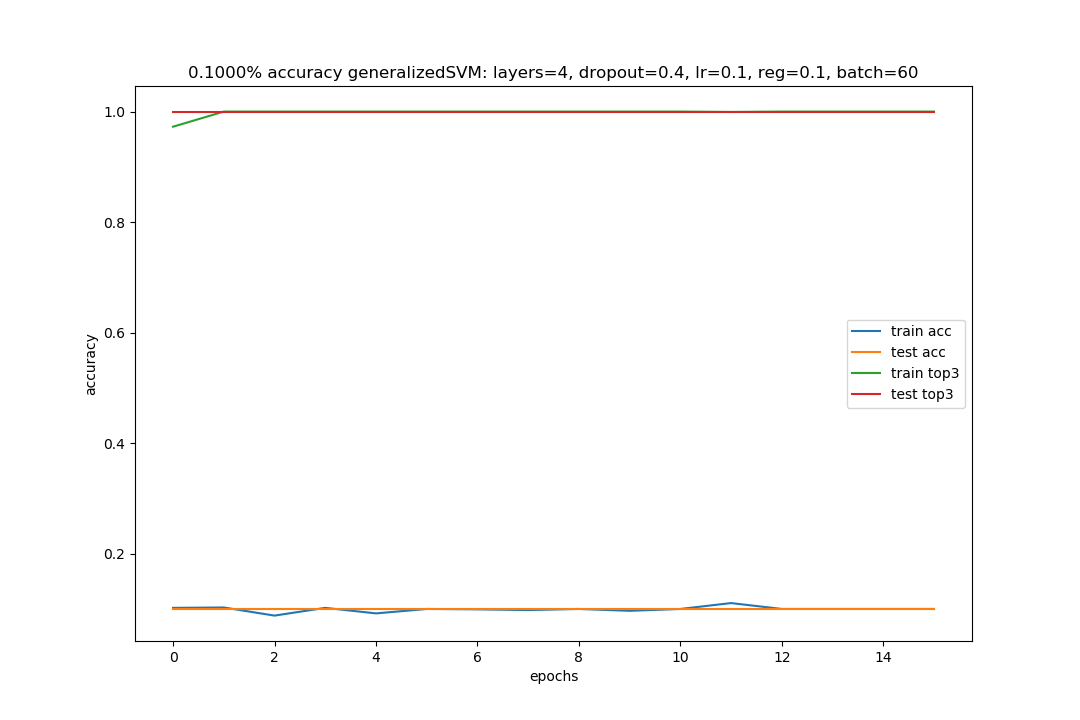 0.1000% accuracy generalizedSVM: layers=4, dropout=0.4, lr=0.1, reg=0.1, batch=60
1.0
0.8
0.6
0.4
0.2
accuracy
train acc
test acc
train top3
test top3
0 2 4 6 8 10 12 14
epochs